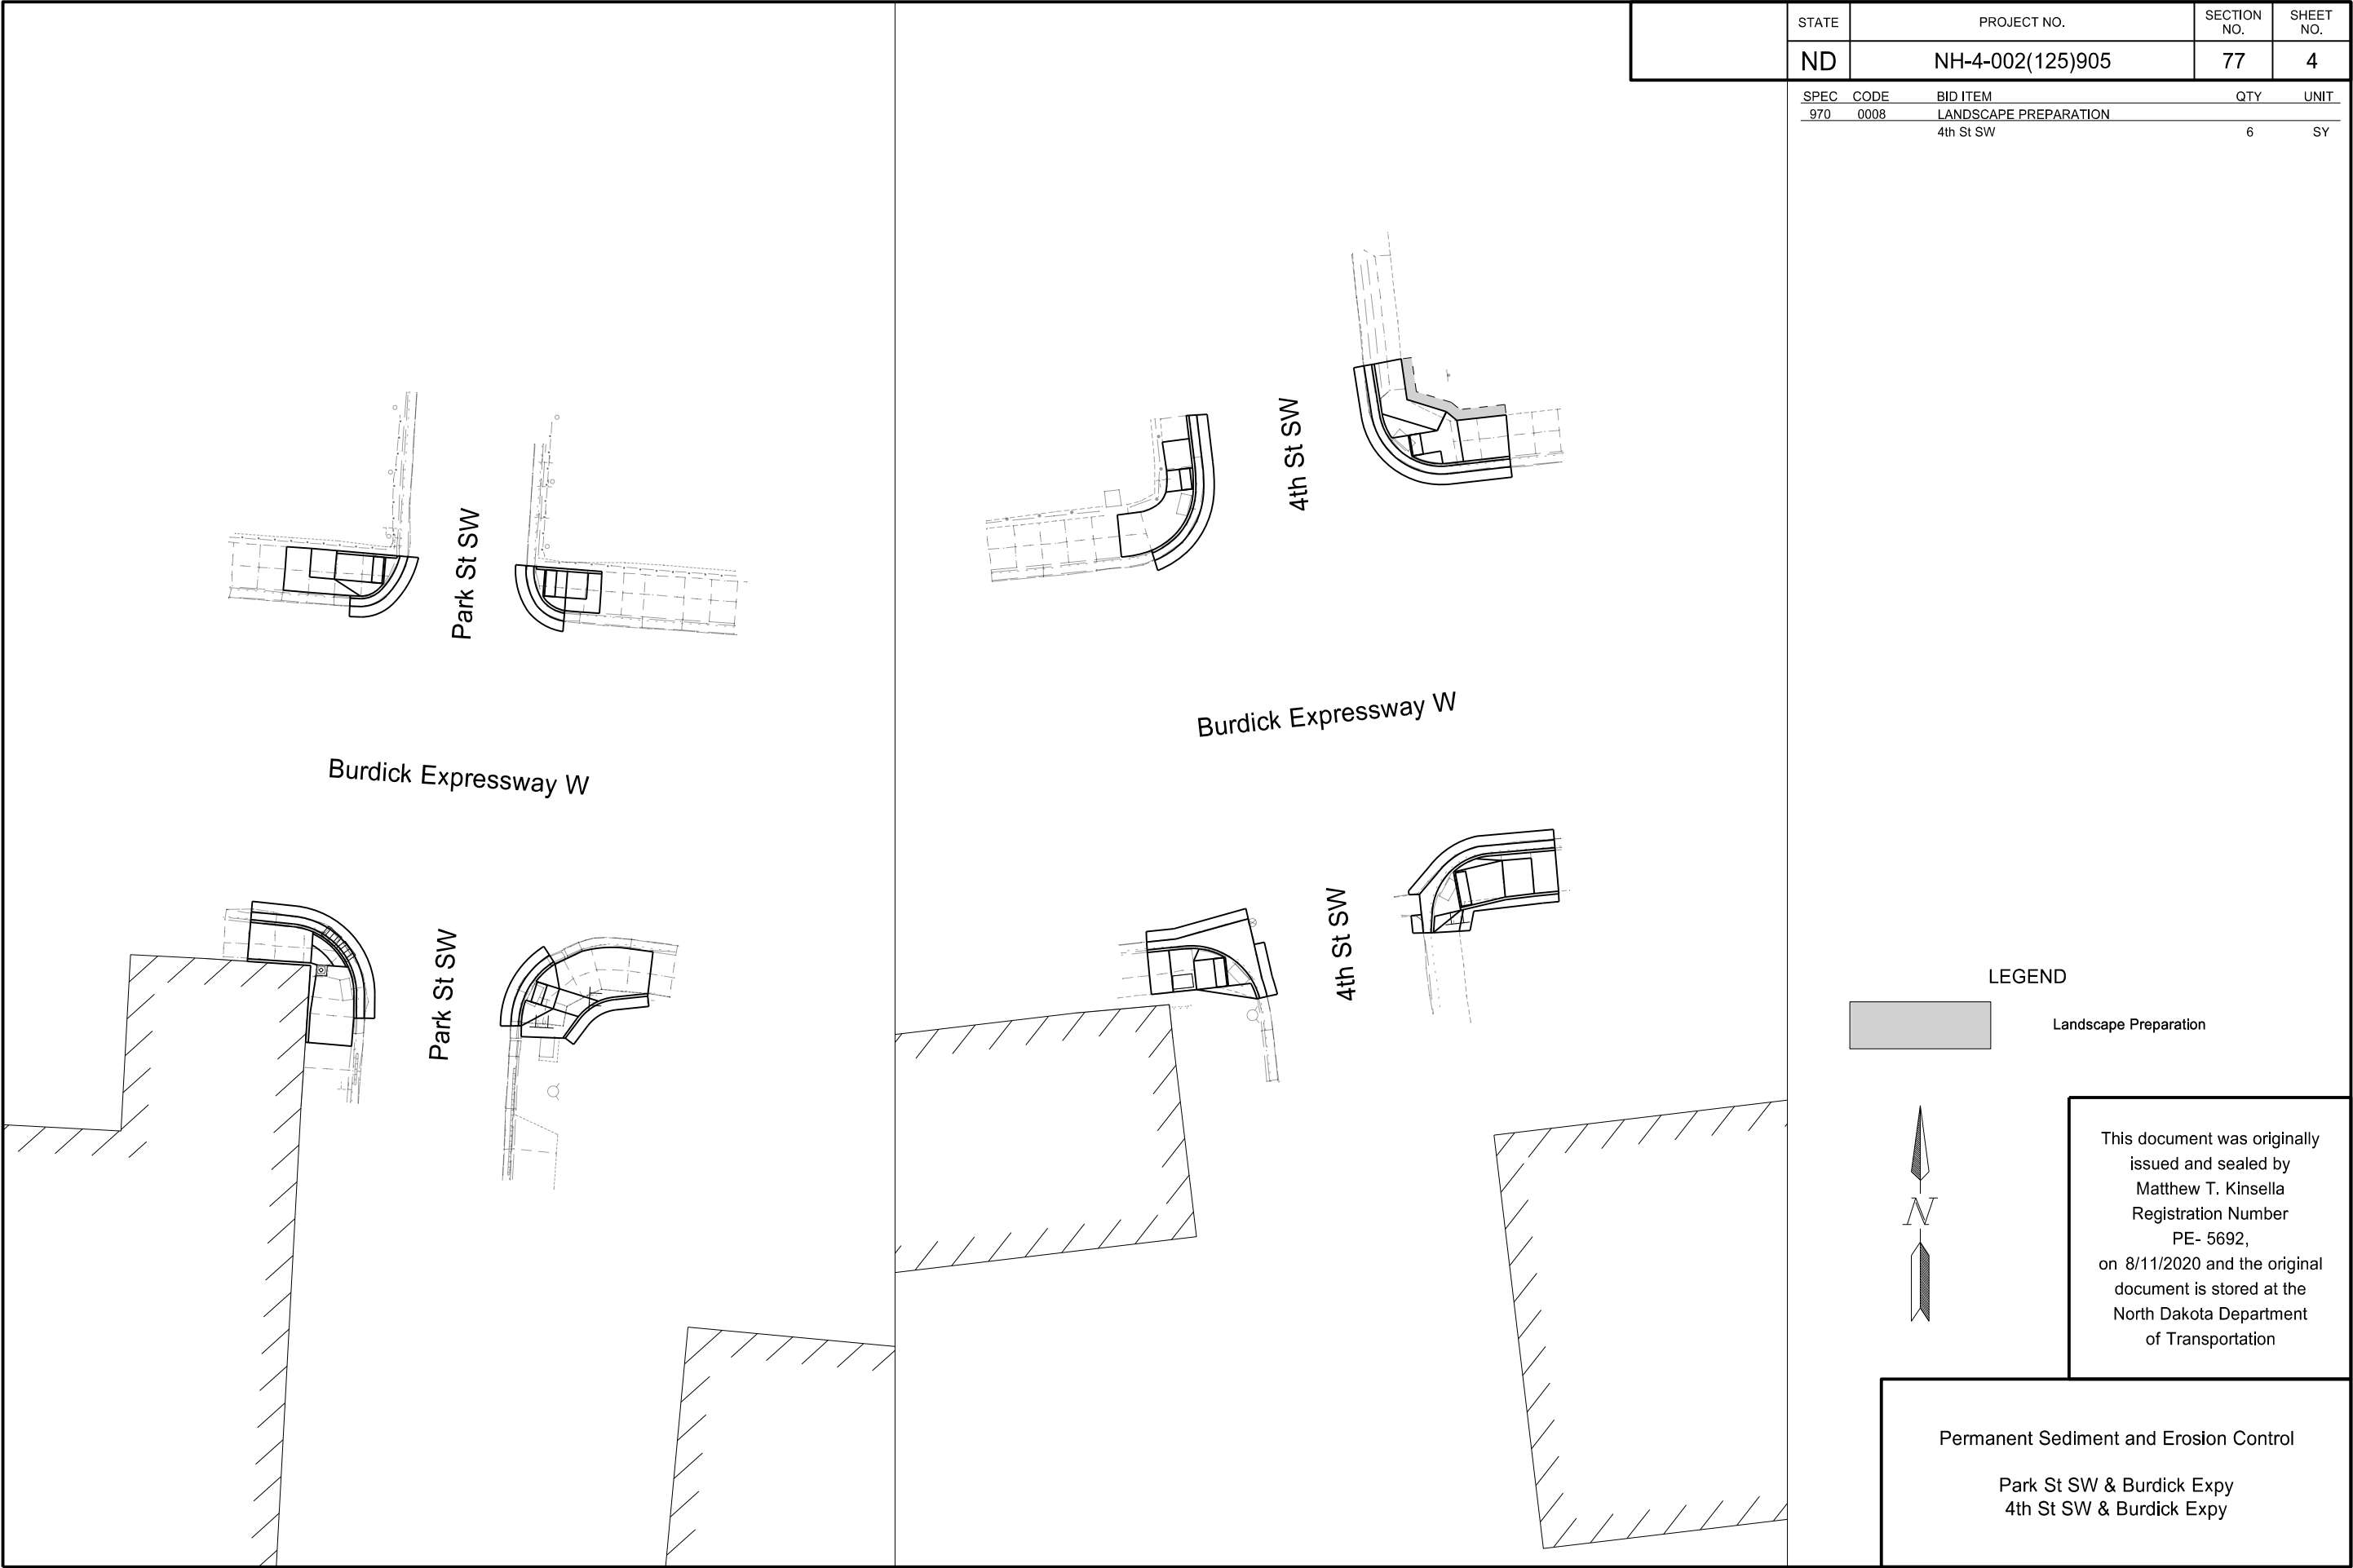 STATE PROJECT NO. SECTION NO. SHEET NO.
ND NH-4-002(125)905 77 4
SPEC CODE BID ITEM QTY UNIT
970 0008 LANDSCAPE PREPARATION
4th St SW 6 SY
Park St SW
Burdick Expressway W
Park St SW
4th St SW
Burdick Expressway W
4th St SW
LEGEND
Landscape Preparation
N
This document was originally
issued and sealed by
Matthew T. Kinsella
Registration Number
PE- 5692,
on 8/11/2020 and the original
document is stored at the
North Dakota Department
of Transportation
Permanent Sediment and Erosion Control
Park St SW & Burdick Expy
4th St SW & Burdick Expy